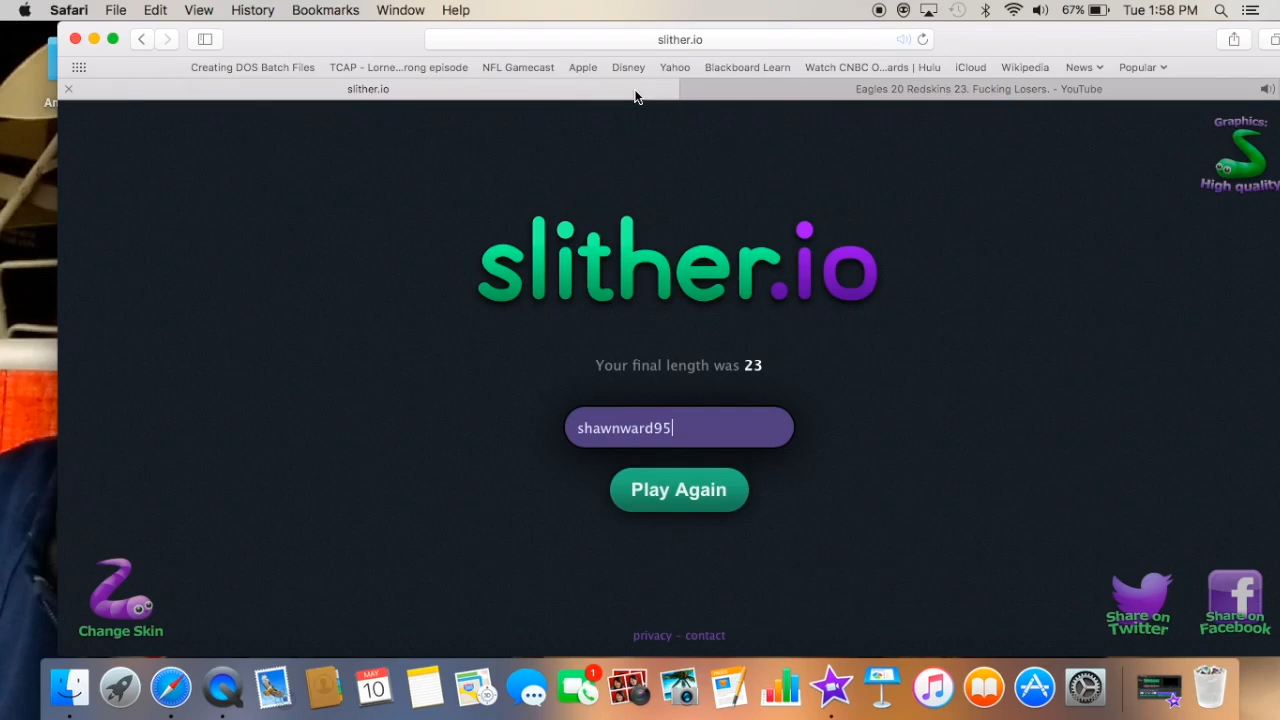 Safari File Edit View History Bookmarks Window Help 67% Tue 1:58 PM
slither.io
Creating DOS Batch Files TCAP - Lorne...rong episode NFL Gamecast Apple Disney Yahoo Blackboard Learn Watch CNBC O...ards | Hulu iCloud Wikipedia News Popular
slither.io Eagles 20 Redskins 23. Fucking Losers. - YouTube
Graphics:
High quality
slither.io
Your final length was 23
shawnward95
Play Again
Change Skin
Share on
Twitter
Share on
Facebook
privacy - contact
1
MAY
10